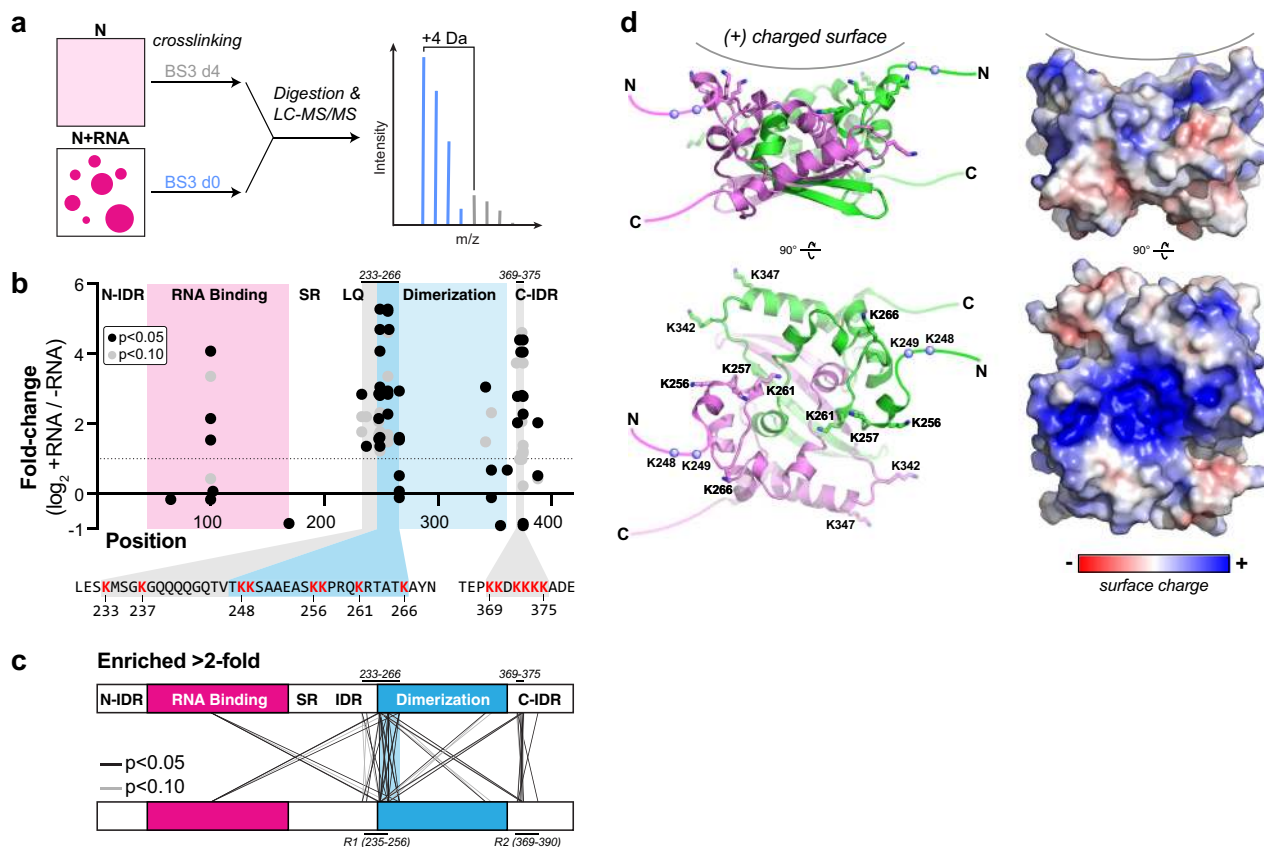 a
N
crosslinking
BS3 d4
N+RNA
BS3 d0
Digestion &
LC-MS/MS
+4 Da
Intensity
m/z
b
Fold-change
(log2 +RNA / -RNA)
6
4
2
0
-1
N-IDR
RNA Binding
SR
LQ
233-266
Dimerization
369-375
C-IDR
p<0.05
p<0.10
100
200
300
400
Position
LESKMSGKGQQQQGQTVTKKSAAEASKKPRQKRTATKAYN
TEPKKDKKKKADE
233
237
248
256
261
266
369
375
c
Enriched >2-fold
233-266
369-375
N-IDR
RNA Binding
SR
IDR
Dimerization
C-IDR
p<0.05
p<0.10
R1 (235-256)
R2 (369-390)
d
(+) charged surface
N
N
C
C
90°
90°
K347
K342
K266
K249
K248
N
C
K257
K256
K261
K261
K257
K256
N
K248
K249
K266
K342
K347
C
-
+
surface charge